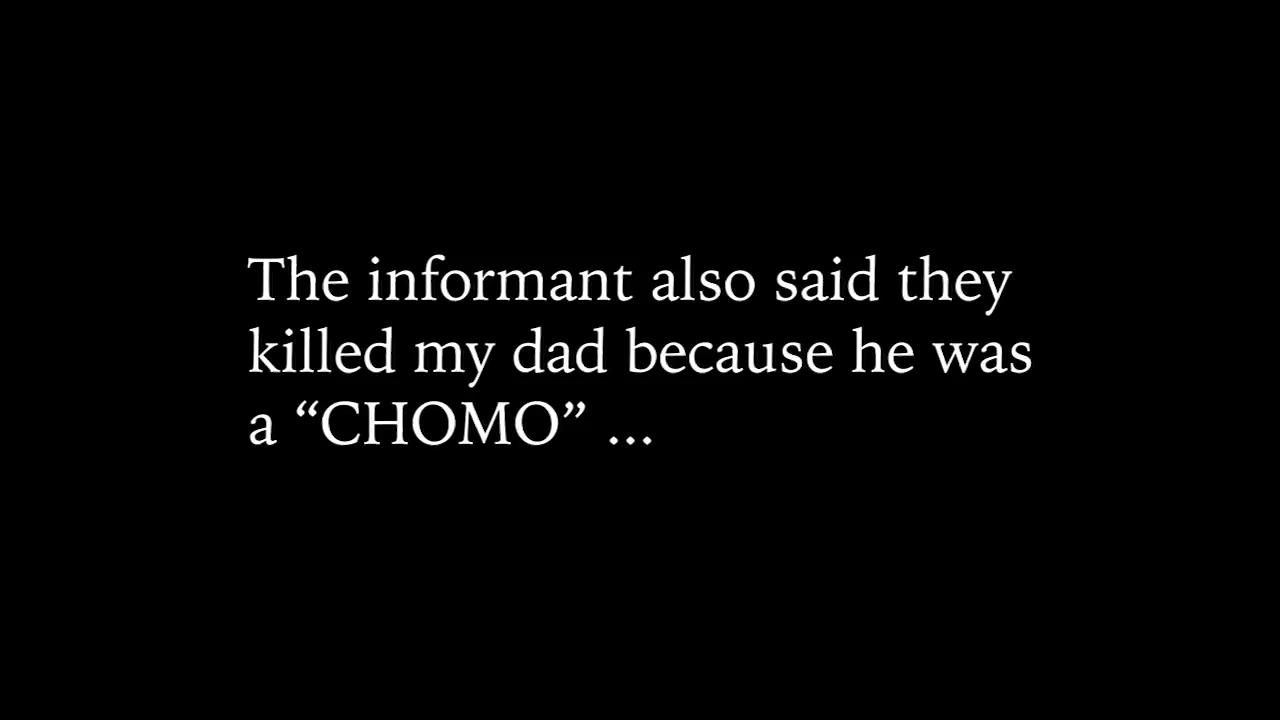 The informant also said they
killed my dad because he was
a “CHOMO” ...